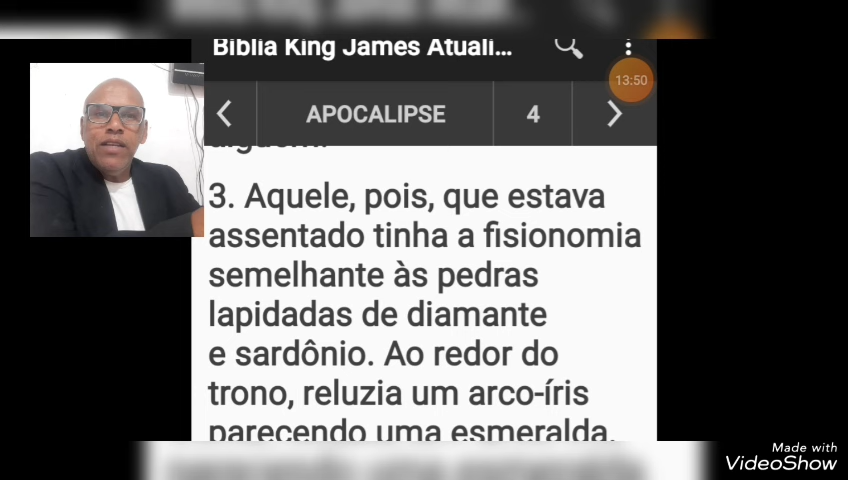 Bíblia King James Atuali...
13:50
APOCALIPSE 4
3. Aquele, pois, que estava
assentado tinha a fisionomia
semelhante às pedras
lapidadas de diamante
e sardônio. Ao redor do
trono, reluzia um arco-íris
parecendo uma esmeralda.
Made with
VideoShow